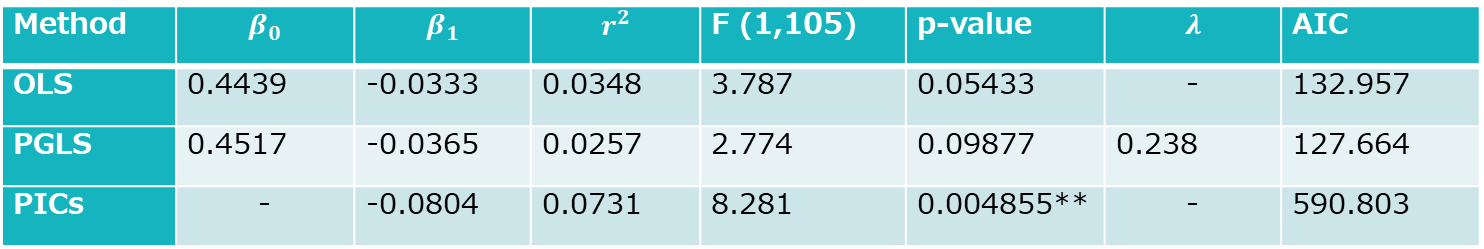 Method β₀ β₁ r² F (1,105) p-value λ AIC
OLS 0.4439 -0.0333 0.0348 3.787 0.05433 - 132.957
PGLS 0.4517 -0.0365 0.0257 2.774 0.09877 0.238 127.664
PICs - -0.0804 0.0731 8.281 0.004855** - 590.803